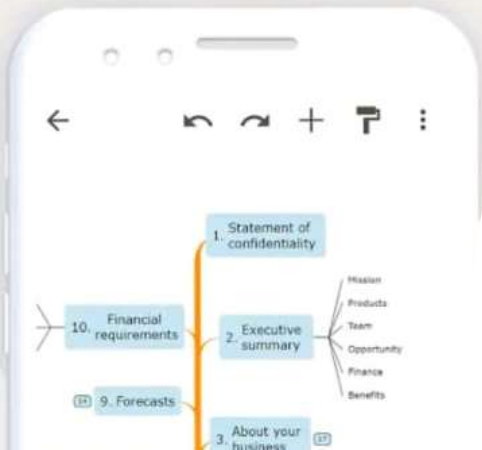 1. Statement of
confidentiality
10. Financial
requirements
2. Executive
summary
Mission
Products
Team
Opportunity
Finance
Benefits
9. Forecasts
3. About your
business